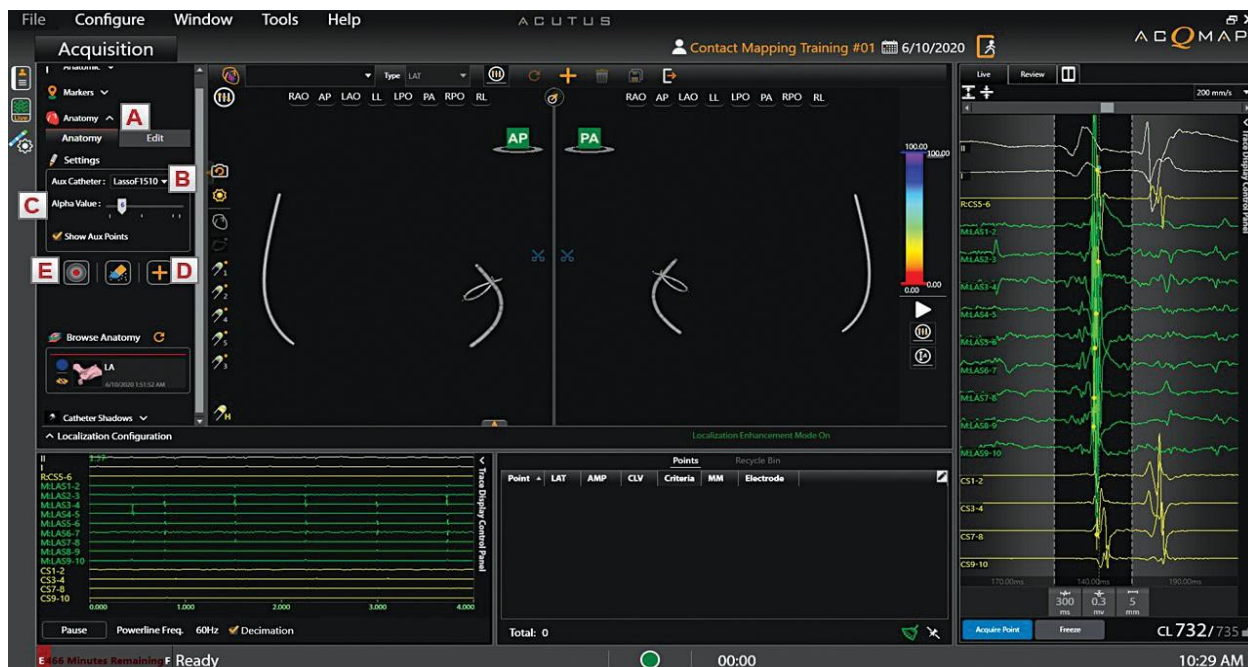 File Configure Window Tools Help
ACUTUS
ACQMAP
Acquisition
Contact Mapping Training #01 6/10/2020
Anatomic
Markers
Anatomy A
Anatomy Edit
Settings
Aux Catheter : LassoF1510 B
C Alpha Value : 6
Show Aux Points
E D
Browse Anatomy
LA
6/10/2020 1:51:52 AM
Catheter Shadows
Localization Configuration
Type LAT
RAO AP LAO LL LPO PA RPO RL
RAO AP LAO LL LPO PA RPO RL
AP
PA
1
2
4
5
3
H
100.00 100.00
0.00 0.00
Localization Enhancement Mode On
Live Review
200 mm/s
Trace Display Control Panel
II
I
R:CS5-6
M:LAS1-2
M:LAS2-3
M:LAS3-4
M:LAS4-5
M:LAS5-6
M:LAS6-7
M:LAS7-8
M:LAS8-9
M:LAS9-10
CS1-2
CS3-4
CS7-8
CS9-10
170.00ms 140.00ms 190.00ms
300 ms
0.3 mv
5 mm
Acquire Point Freeze CL 732/735
II
I
R:CS5-6
M:LAS1-2
M:LAS2-3
M:LAS3-4
M:LAS4-5
M:LAS5-6
M:LAS6-7
M:LAS7-8
M:LAS8-9
M:LAS9-10
CS1-2
CS3-4
CS7-8
CS9-10
0.000 1.000 2.000 3.000 4.000
Trace Display Control Panel
Pause Powerline Freq. 60Hz Decimation
Points Recycle Bin
Point LAT AMP CLV Criteria MM Electrode
Total: 0
E 466 Minutes Remaining F Ready
00:00
10:29 AM